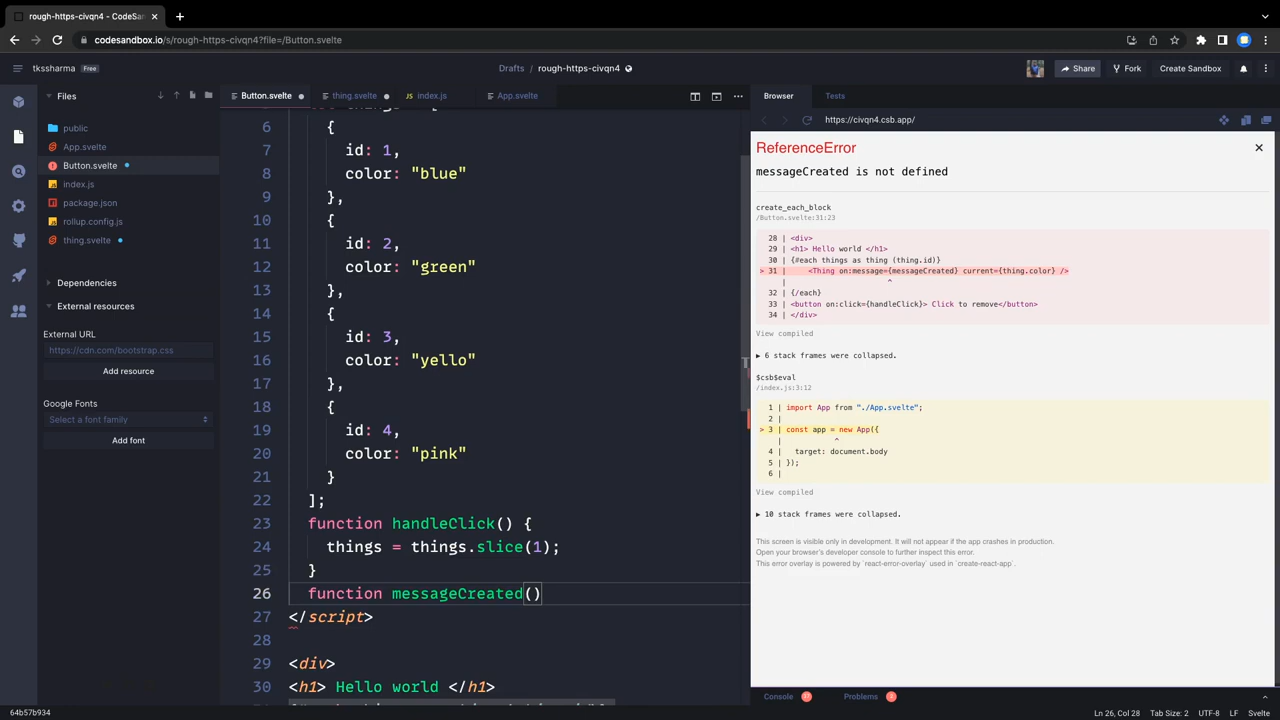 rough-https-civqn4 - CodeSan
codesandbox.io/s/rough-https-civqn4?file=/Button.svelte
tkssharma Free
Drafts / rough-https-civqn4
Share
Fork
Create Sandbox
Files
public
App.svelte
Button.svelte
index.js
package.json
rollup.config.js
thing.svelte
Dependencies
External resources
External URL
https://cdn.com/bootstrap.css
Add resource
Google Fonts
Select a font family
Add font
Button.svelte
thing.svelte
index.js
App.svelte
6 {
7 id: 1,
8 color: "blue"
9 },
10 {
11 id: 2,
12 color: "green"
13 },
14 {
15 id: 3,
16 color: "yello"
17 },
18 {
19 id: 4,
20 color: "pink"
21 }
22 ];
23 function handleClick() {
24 things = things.slice(1);
25 }
26 function messageCreated()
27 </script>
28
29 <div>
30 <h1> Hello world </h1>
Browser
Tests
https://civqn4.csb.app/
ReferenceError
messageCreated is not defined
create_each_block
/Button.svelte:31:23
28 | <div>
29 | <h1> Hello world </h1>
30 | {#each things as thing (thing.id)}
> 31 | <Thing on:message={messageCreated} current={thing.color} />
| ^
32 | {/each}
33 | <button on:click={handleClick}> Click to remove</button>
34 | </div>
View compiled
▶ 6 stack frames were collapsed.
$csb$eval
/index.js:3:12
1 | import App from "./App.svelte";
2 |
> 3 | const app = new App({
| ^
4 | target: document.body
5 | });
6 |
View compiled
▶ 10 stack frames were collapsed.
This screen is visible only in development. It will not appear if the app crashes in production.
Open your browser's developer console to further inspect this error.
This error overlay is powered by `react-error-overlay` used in `create-react-app`.
Console
Problems
64b57b934
Ln 26, Col 28 Tab Size: 2 UTF-8 LF Svelte